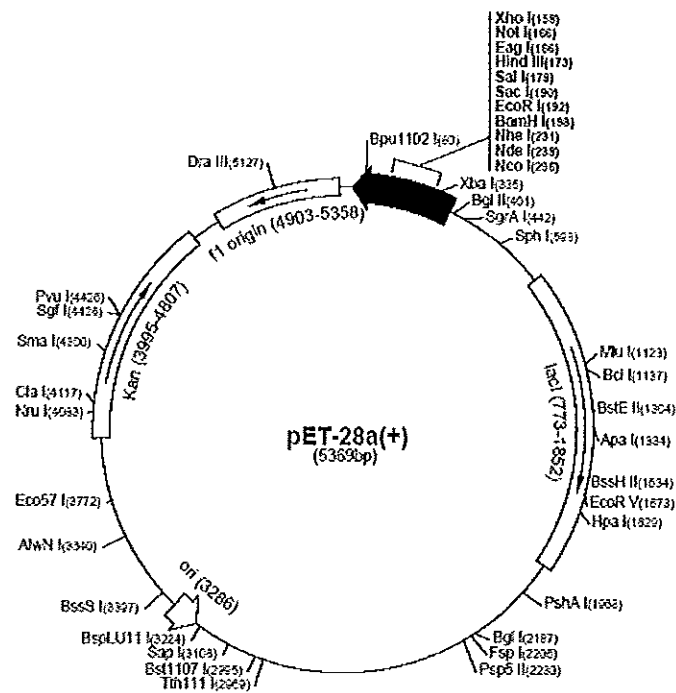 Xho I(158)
Not I(166)
Eag I(166)
Hind III(173)
Sal I(179)
Sac I(190)
EcoR I(192)
BamH I(198)
Nhe I(231)
Nde I(238)
Nco I(296)
Bpu1102 I(80)
Dra III(5127)
Xba I(335)
Bgl II(401)
SgrA I(442)
Sph I(598)
f1 origin (4903-5358)
Pvu I(4426)
Sgf I(4426)
Sma I(4300)
Cla I(4117)
Nru I(4083)
Kan (3995-4807)
Mlu I(1123)
Bcl I(1137)
BstE II(1304)
Apa I(1334)
BssH II(1534)
EcoR V(1573)
Hpa I(1629)
lacI (773-1852)
pET-28a(+)
(5369bp)
Eco57 I(3772)
AlwN I(3640)
ori (3286)
BssS I(3397)
BspLU11 I(3224)
Sap I(3108)
Bst1107 I(2995)
Tth111 I(2969)
PshA I(1968)
Bgl I(2187)
Fsp I(2205)
Psp5 II(2230)